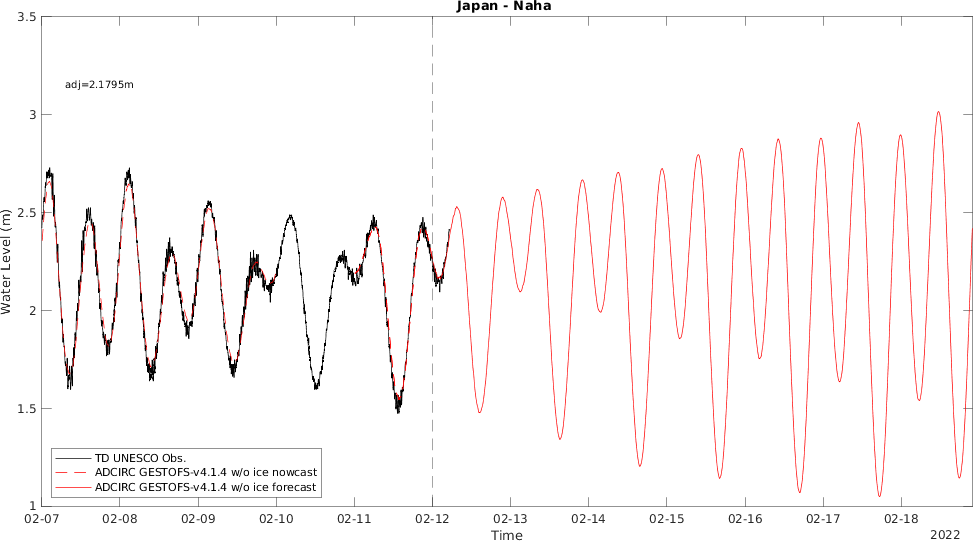 Japan - Naha
3.5
3
2.5
2
1.5
1
Water Level (m)
adj=2.1795m
TD UNESCO Obs.
ADCIRC GESTOFS-v4.1.4 w/o ice nowcast
ADCIRC GESTOFS-v4.1.4 w/o ice forecast
02-07 02-08 02-09 02-10 02-11 02-12 02-13 02-14 02-15 02-16 02-17 02-18
Time
2022